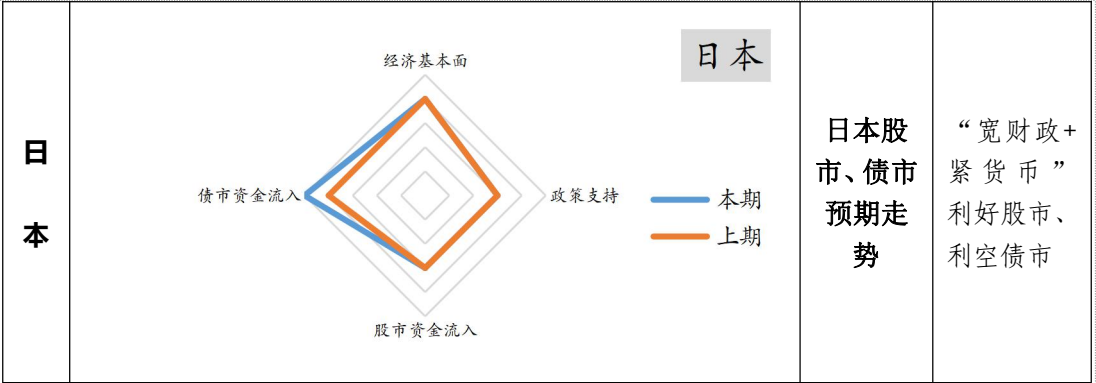 日
本
日本
经济基本面
债市资金流入
政策支持
股市资金流入
本期
上期
日本股
市、债市
预期走
势
“宽财政+
紧货币”
利好股市、
利空债市